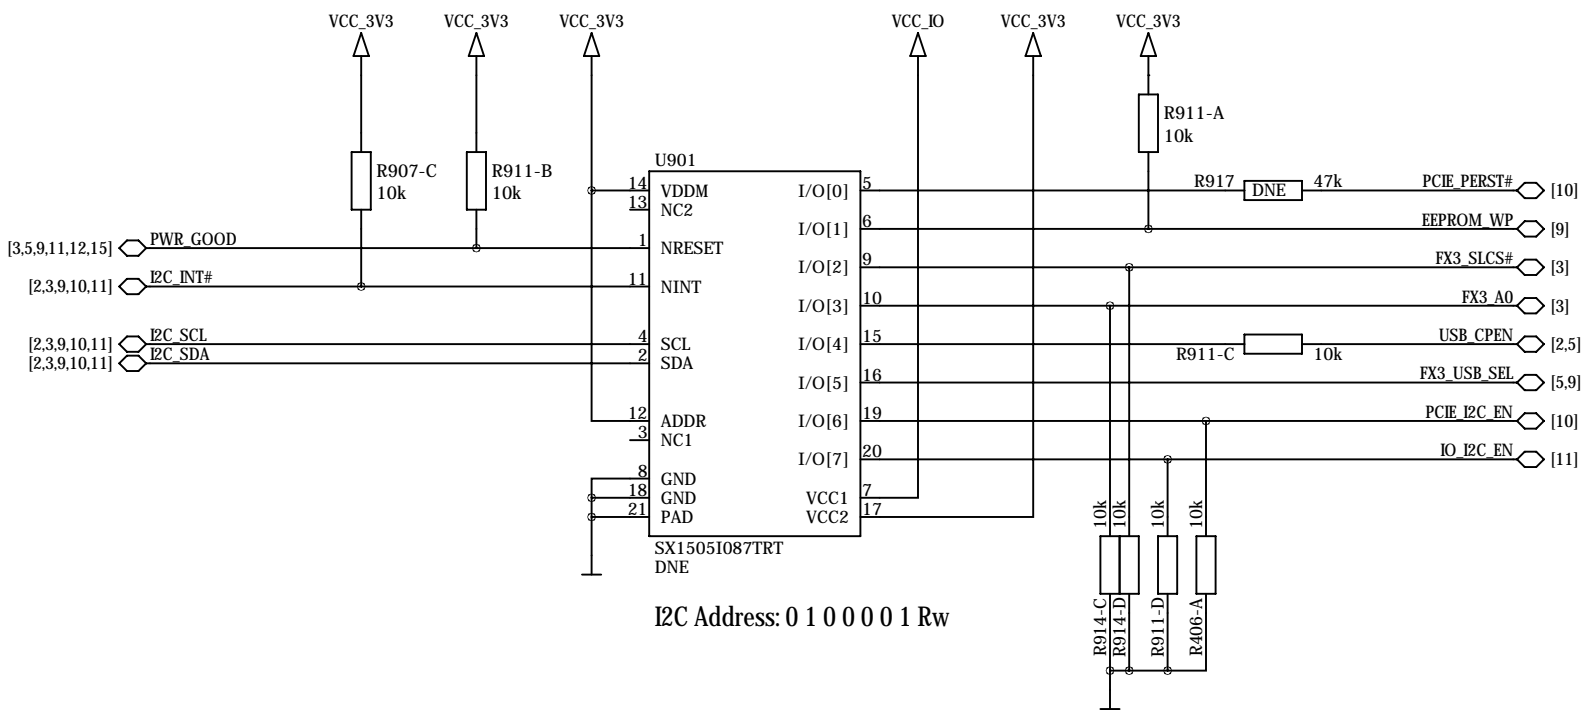 VCC_3V3 VCC_3V3 VCC_3V3 VCC_IO VCC_3V3 VCC_3V3
R911-A
10k
R907-C
10k
R911-B
10k
U901
14 VDDM
13 NC2
1 NRESET
11 NINT
4 SCL
2 SDA
12 ADDR
3 NC1
8 GND
18 GND
21 PAD
I/O[0] 5
I/O[1] 6
I/O[2] 9
I/O[3] 10
I/O[4] 15
I/O[5] 16
I/O[6] 19
I/O[7] 20
VCC1 7
VCC2 17
SX1505I087TRT
DNE
[3,5,9,11,12,15] PWR_GOOD
[2,3,9,10,11] I2C_INT#
[2,3,9,10,11] I2C_SCL
[2,3,9,10,11] I2C_SDA
R917 DNE 47k PCIE_PERST# [10]
EEPROM_WP [9]
FX3_SLCS# [3]
FX3_A0 [3]
R911-C 10k USB_CPEN [2,5]
FX3_USB_SEL [5,9]
PCIE_I2C_EN [10]
IO_I2C_EN [11]
10k 10k 10k 10k
R914-C R914-D R911-D R406-A
I2C Address: 0 1 0 0 0 0 1 Rw